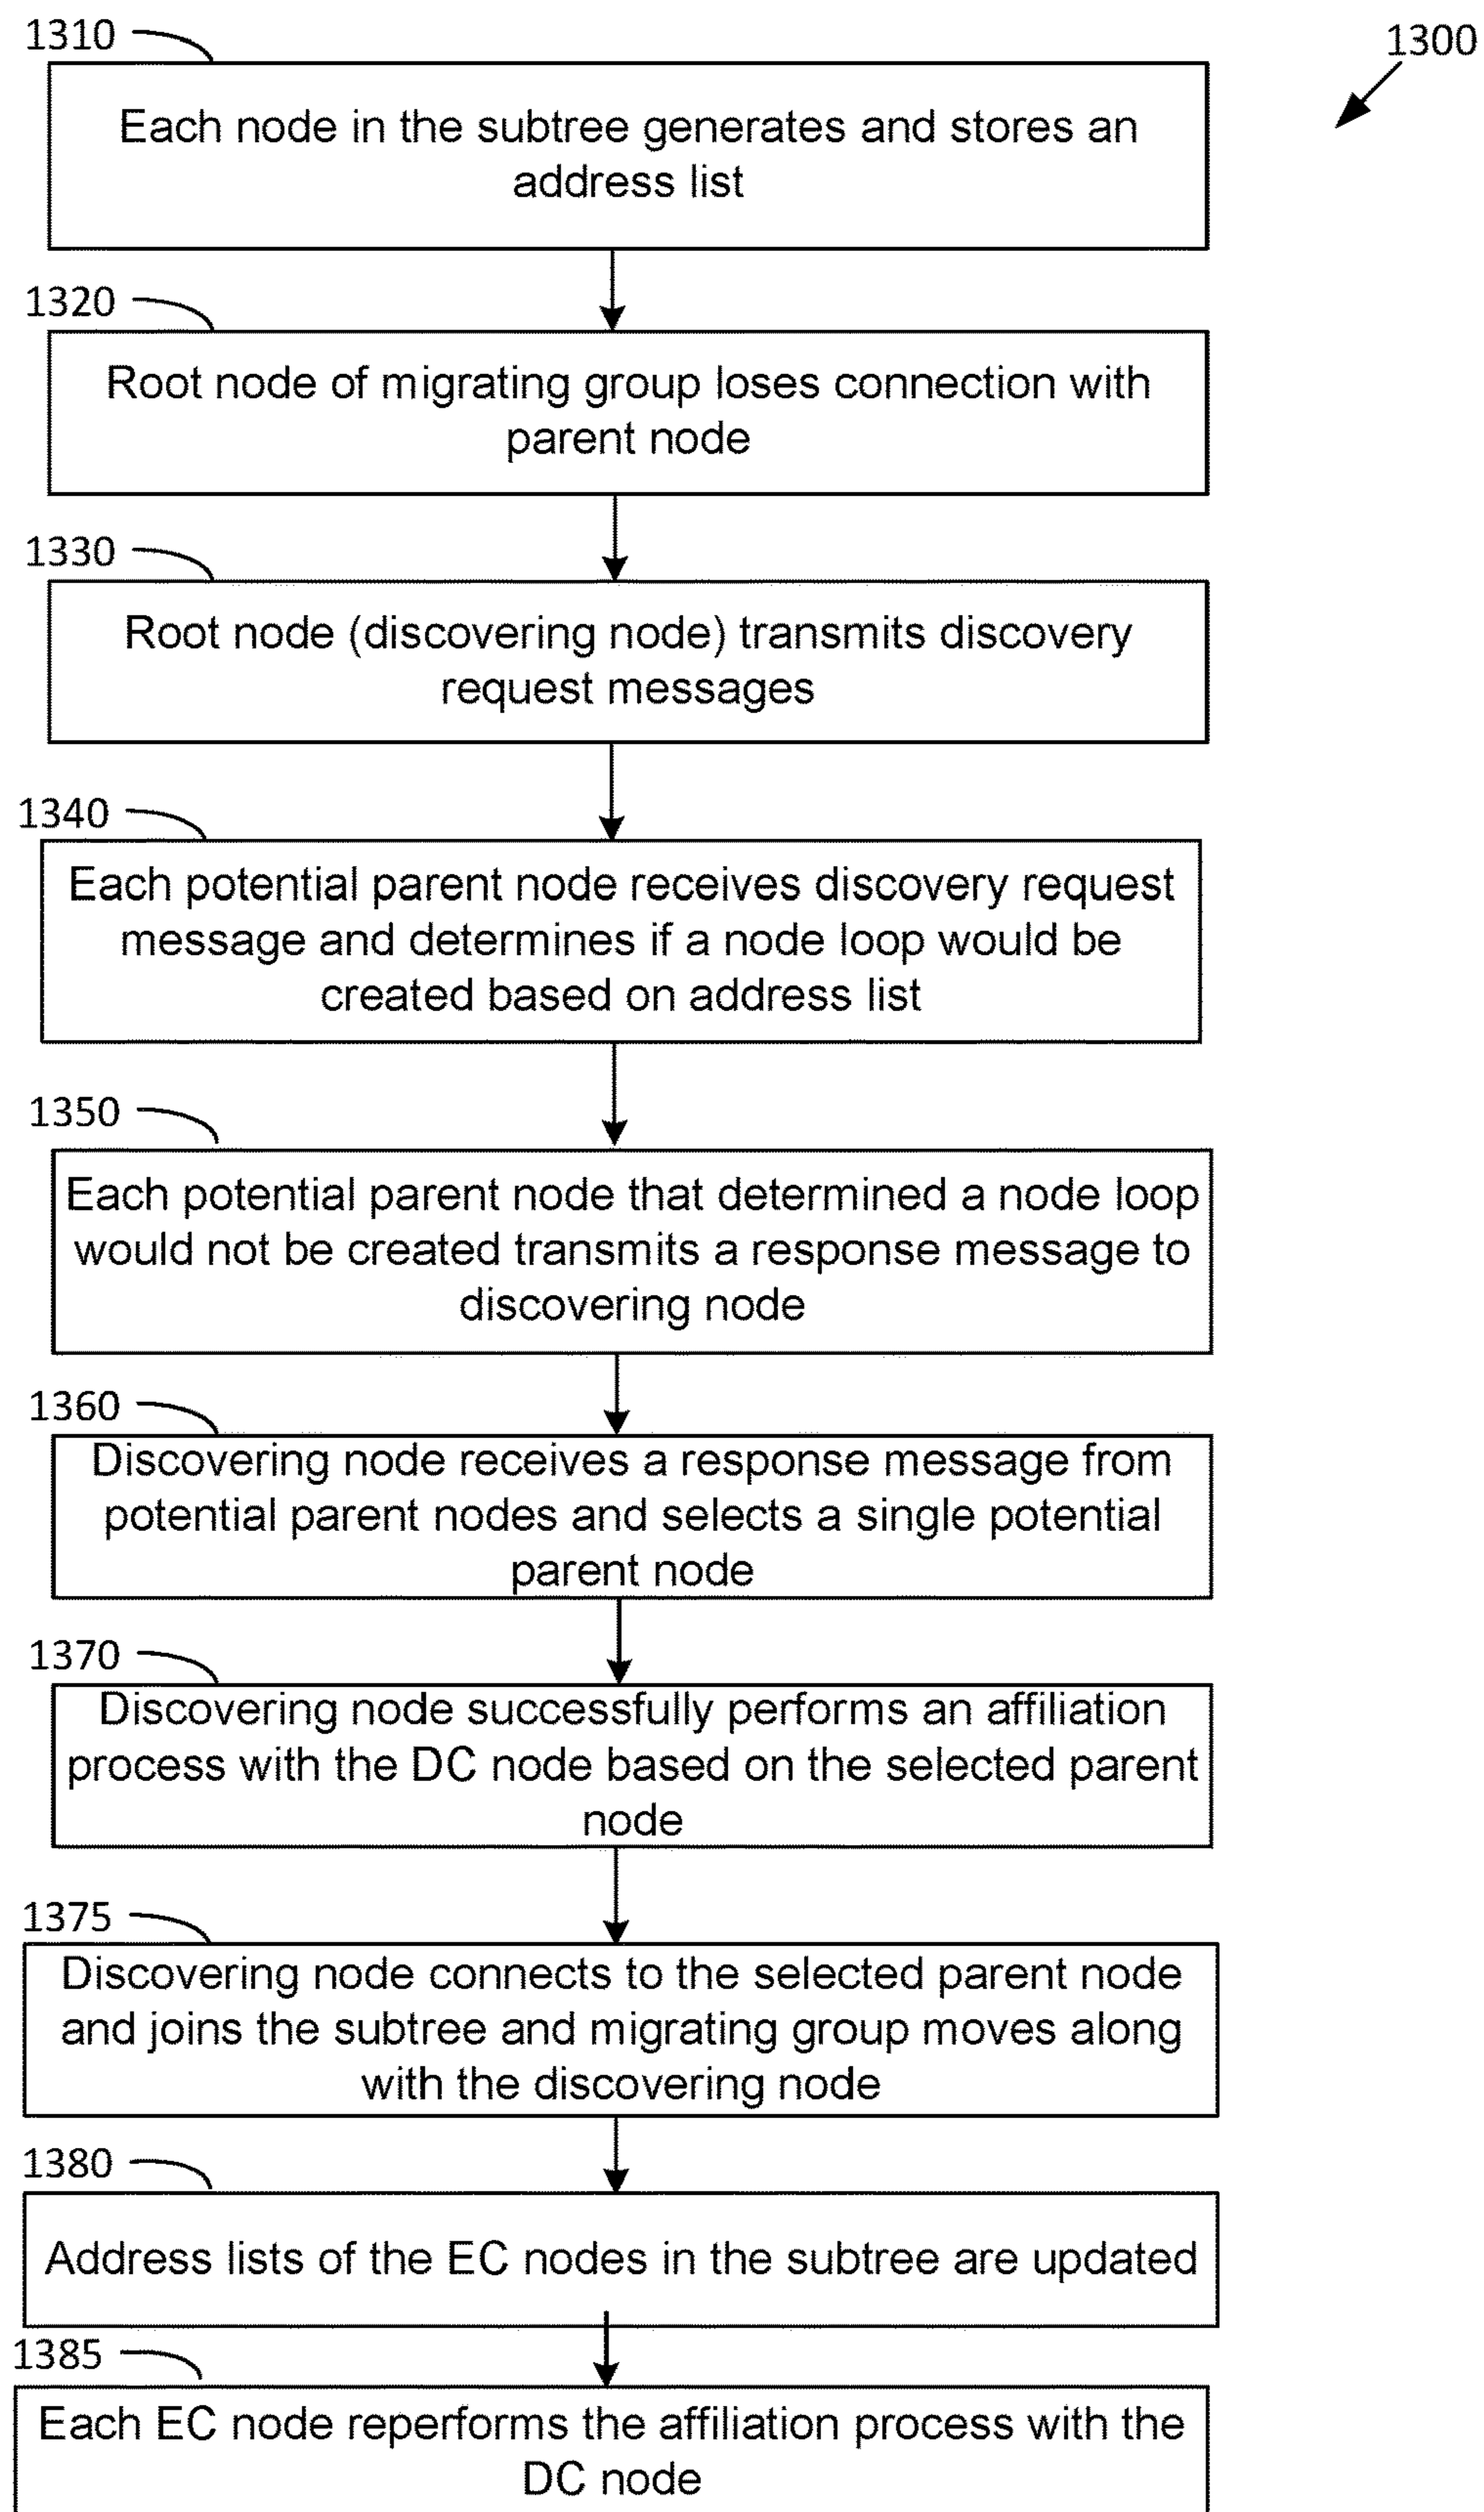 1310
1300
Each node in the subtree generates and stores an
address list
1320
Root node of migrating group loses connection with
parent node
1330
Root node (discovering node) transmits discovery
request messages
1340
Each potential parent node receives discovery request
message and determines if a node loop would be
created based on address list
1350
Each potential parent node that determined a node loop
would not be created transmits a response message to
discovering node
1360
Discovering node receives a response message from
potential parent nodes and selects a single potential
parent node
1370
Discovering node successfully performs an affiliation
process with the DC node based on the selected parent
node
1375
Discovering node connects to the selected parent node
and joins the subtree and migrating group moves along
with the discovering node
1380
Address lists of the EC nodes in the subtree are updated
1385
Each EC node reperforms the affiliation process with the
DC node